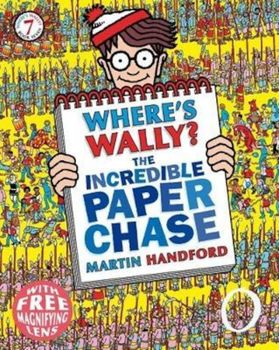 7
WHERE'S
WALLY?
THE
INCREDIBLE
PAPER
CHASE
MARTIN HANDFORD
WITH
FREE
MAGNIFYING
LENS